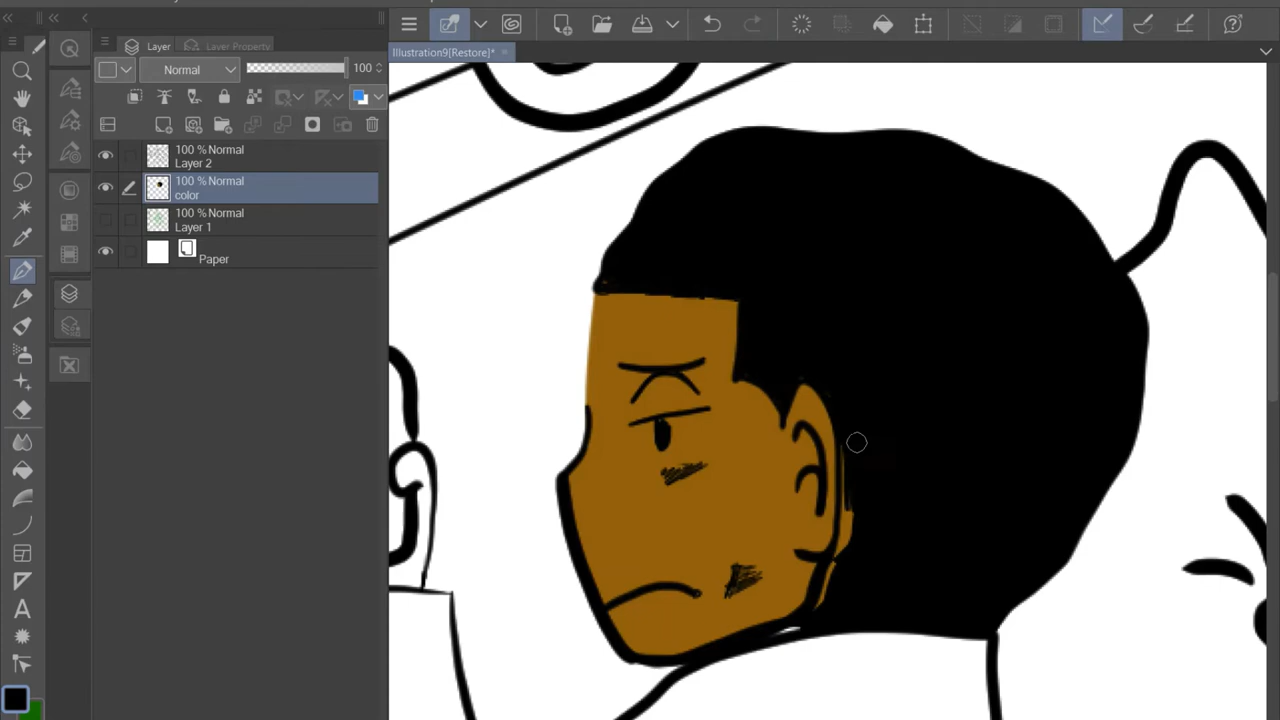 Layer
Layer Property
Normal
100
Illustration9[Restore]*
100 % Normal
Layer 2
100 % Normal
color
100 % Normal
Layer 1
Paper